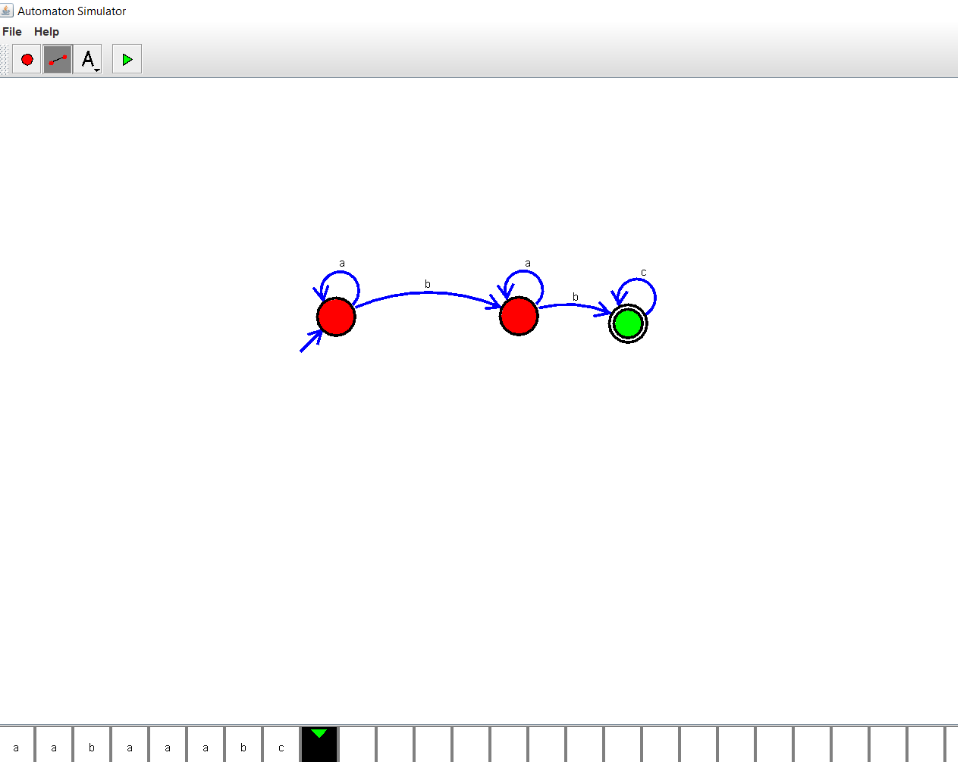 Automaton Simulator
File Help
A
a a c
b b
a a b a a a b c